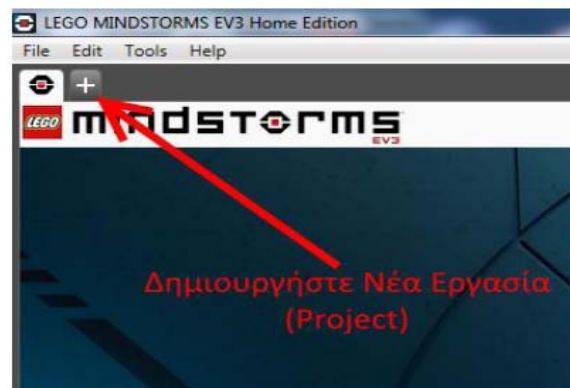 LEGO MINDSTORMS EV3 Home Edition
File Edit Tools Help
LEGO mindstorms
EV3
Δημιουργήστε Νέα Εργασία
(Project)